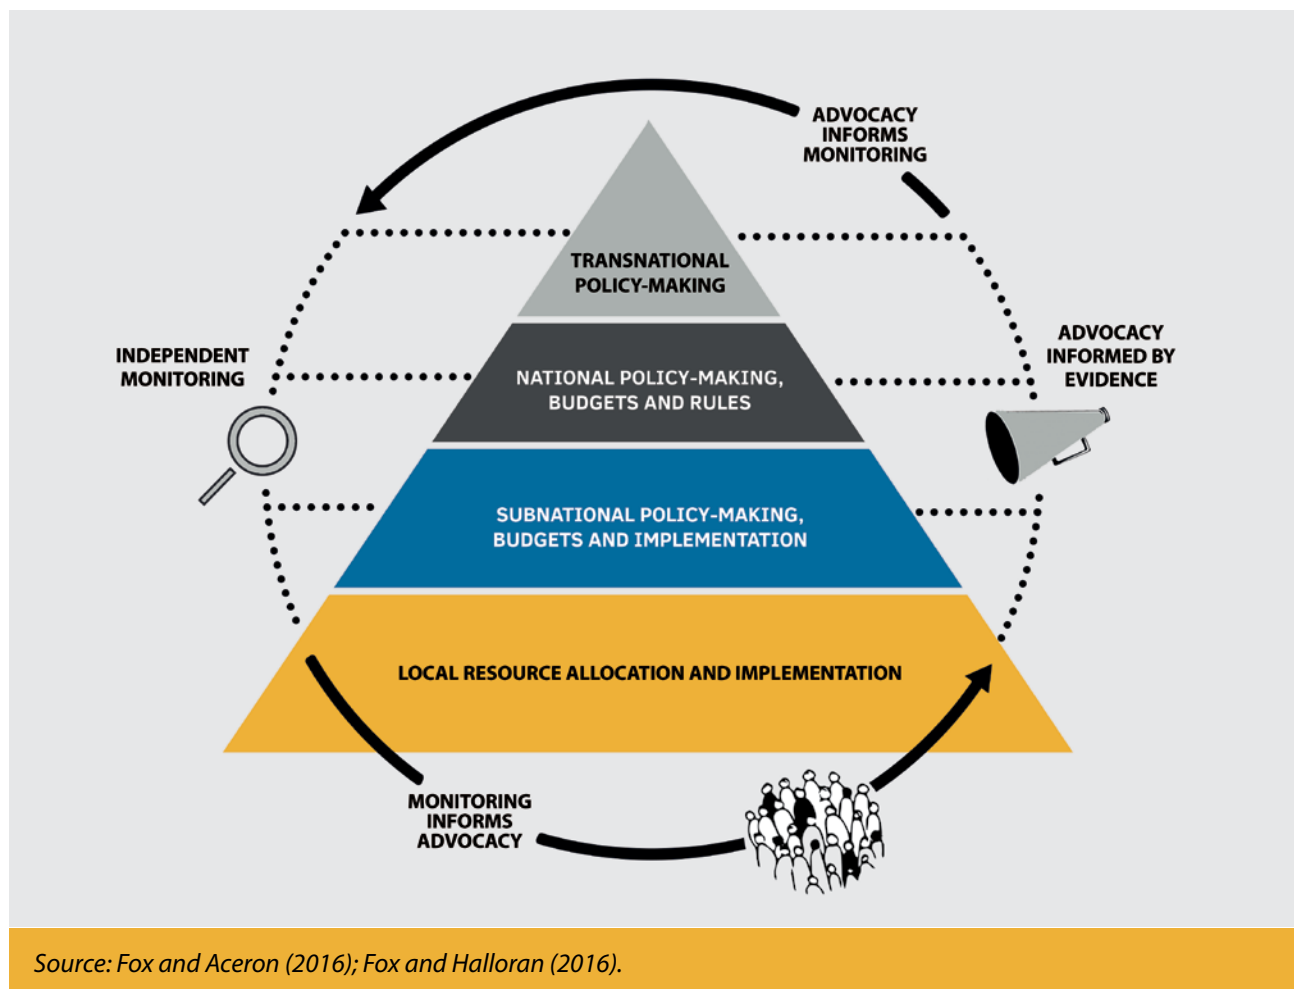 ADVOCACY
INFORMS
MONITORING
TRANSNATIONAL
POLICY-MAKING
INDEPENDENT
MONITORING
ADVOCACY
INFORMED BY
EVIDENCE
NATIONAL POLICY-MAKING,
BUDGETS AND RULES
SUBNATIONAL POLICY-MAKING,
BUDGETS AND IMPLEMENTATION
LOCAL RESOURCE ALLOCATION AND IMPLEMENTATION
MONITORING
INFORMS
ADVOCACY
Source: Fox and Aceron (2016); Fox and Halloran (2016).